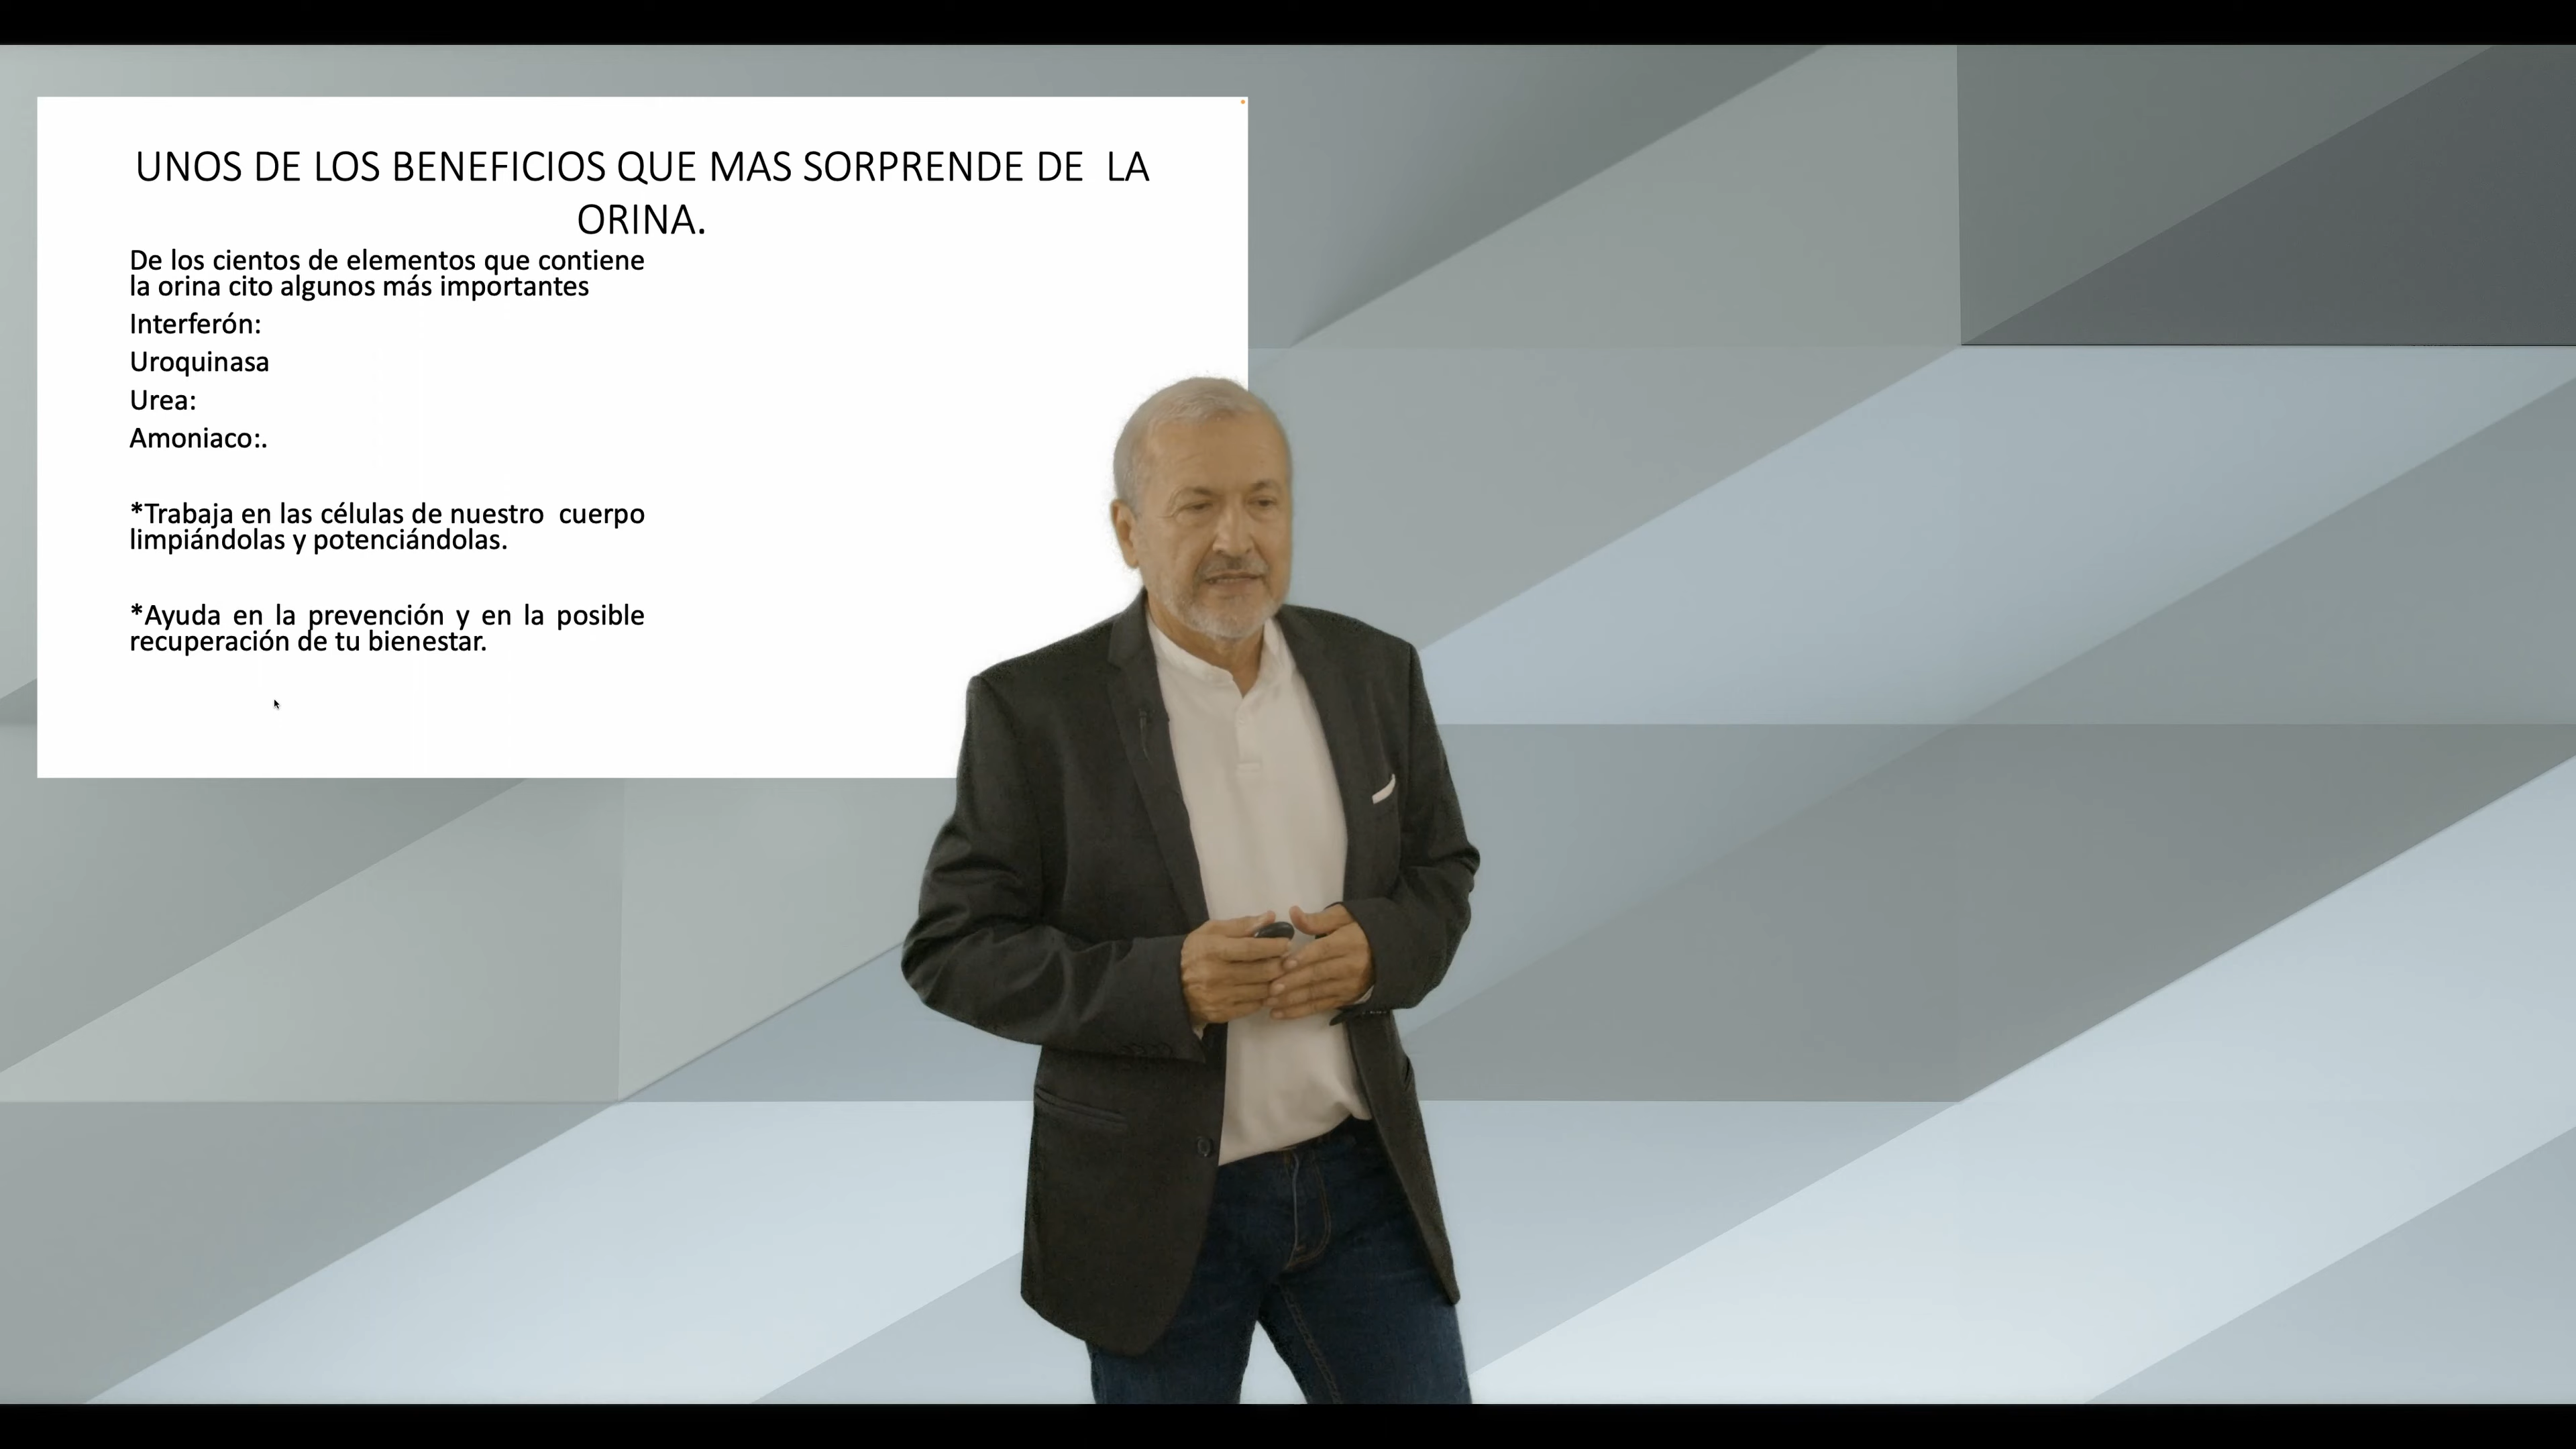 UNOS DE LOS BENEFICIOS QUE MAS SORPRENDE DE LA
ORINA.
De los cientos de elementos que contiene
la orina cito algunos más importantes
Interferón:
Uroquinasa
Urea:
Amoniaco:.
*Trabaja en las células de nuestro cuerpo
limpiándolas y potenciándolas.
*Ayuda en la prevención y en la posible
recuperación de tu bienestar.